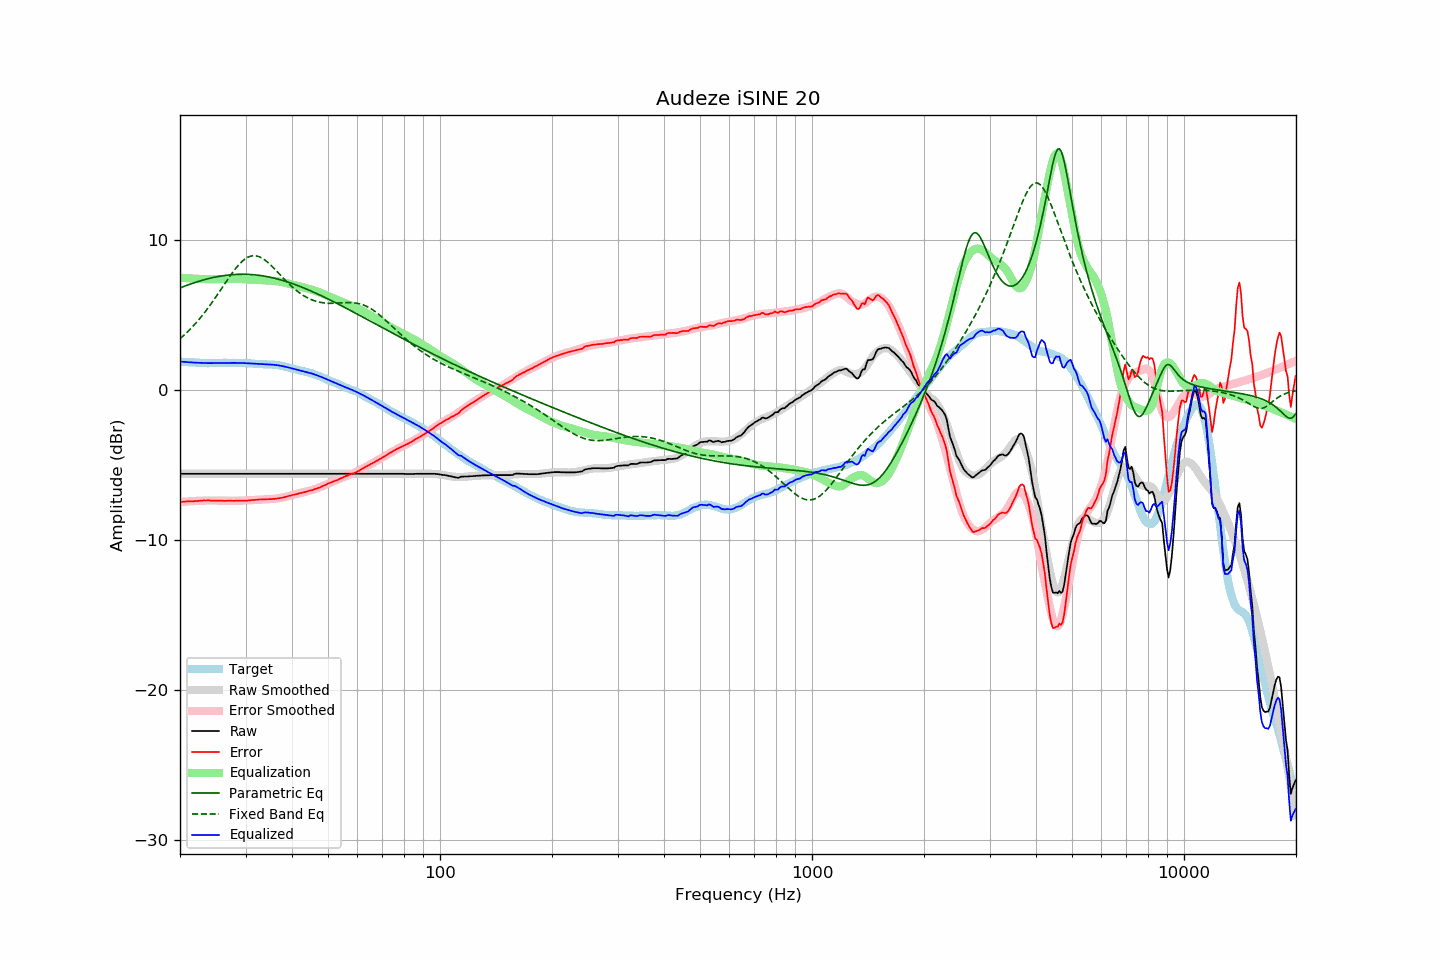 Audeze iSINE 20
Amplitude (dBr)
10
0
−10
−20
−30
Target
Raw Smoothed
Error Smoothed
Raw
Error
Equalization
Parametric Eq
Fixed Band Eq
Equalized
100
1000
10000
Frequency (Hz)